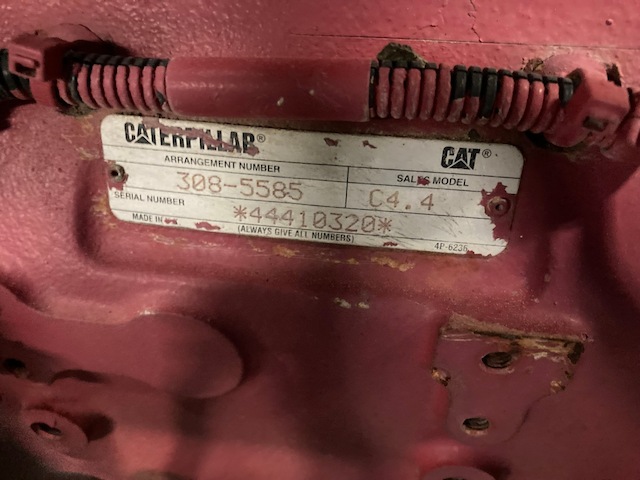 CATERPILLAR®
CAT®
ARRANGEMENT NUMBER
SALES MODEL
308-5585
C4.4
SERIAL NUMBER
*44410320*
MADE IN
(ALWAYS GIVE ALL NUMBERS)
4P-6236